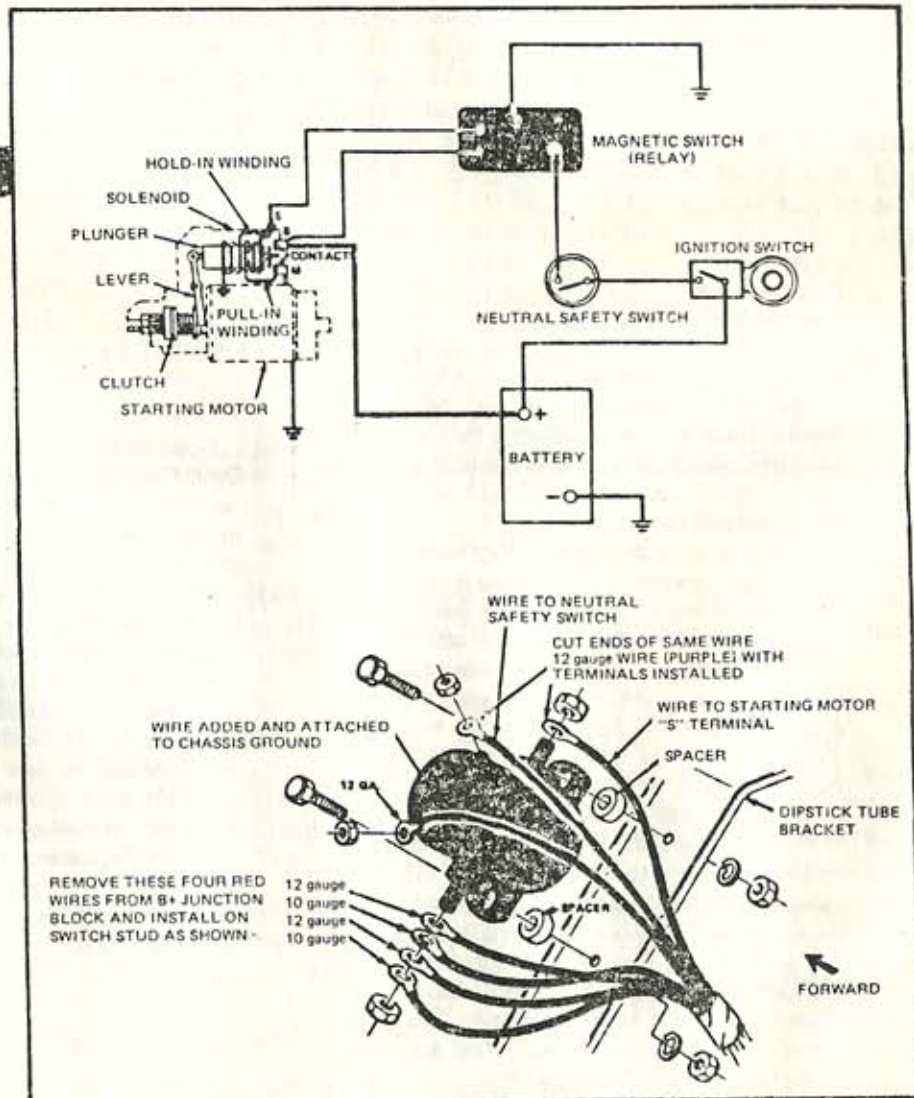 MAGNETIC SWITCH
(RELAY)
HOLD-IN WINDING
SOLENOID
PLUNGER
LEVER
S
B
CONTACTS
M
PULL-IN
WINDING
CLUTCH
STARTING MOTOR
IGNITION SWITCH
NEUTRAL SAFETY SWITCH
+
BATTERY
-
WIRE TO NEUTRAL
SAFETY SWITCH
CUT ENDS OF SAME WIRE
12 gauge WIRE (PURPLE) WITH
TERMINALS INSTALLED
WIRE TO STARTING MOTOR
"S" TERMINAL
SPACER
WIRE ADDED AND ATTACHED
TO CHASSIS GROUND
12 GA.
DIPSTICK TUBE
BRACKET
REMOVE THESE FOUR RED
WIRES FROM B+ JUNCTION
BLOCK AND INSTALL ON
SWITCH STUD AS SHOWN -
12 gauge
10 gauge
12 gauge
10 gauge
SPACER
FORWARD